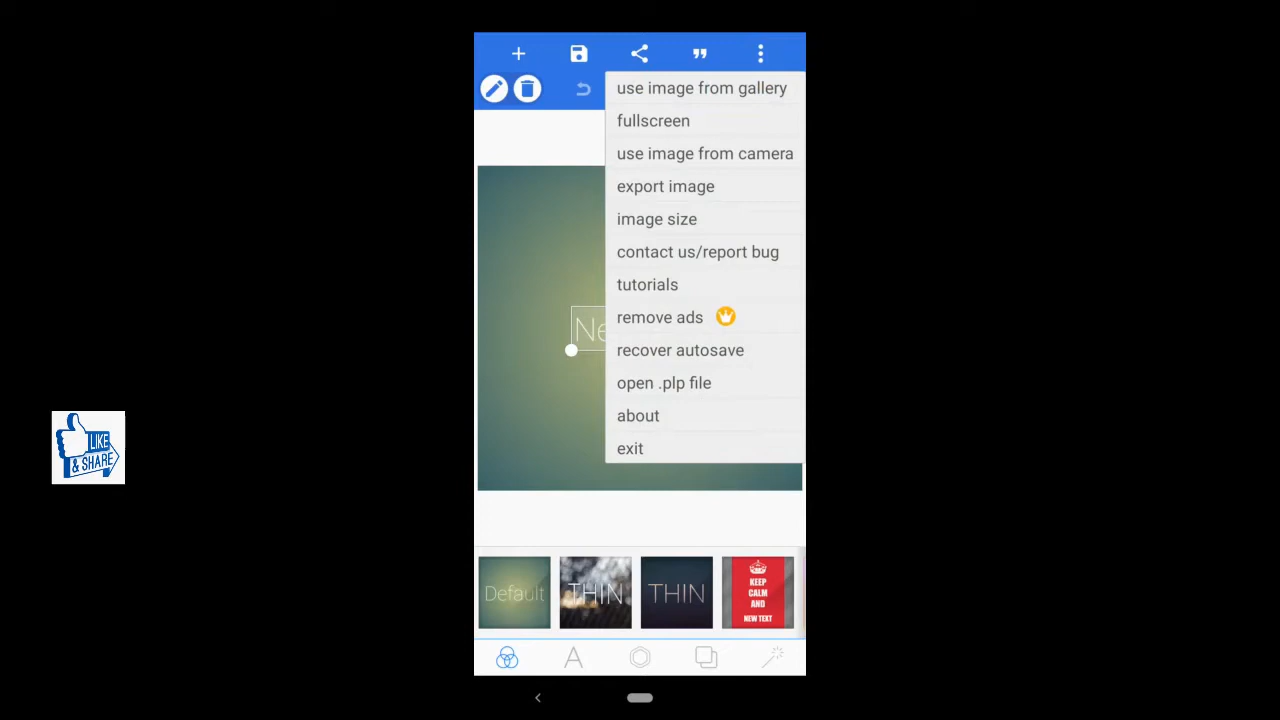 use image from gallery
fullscreen
use image from camera
export image
image size
contact us/report bug
tutorials
remove ads
recover autosave
open .plp file
about
exit
Ne
LIKE
& SHARE
Default
THIN
THIN
KEEP
CALM
AND
NEW TEXT